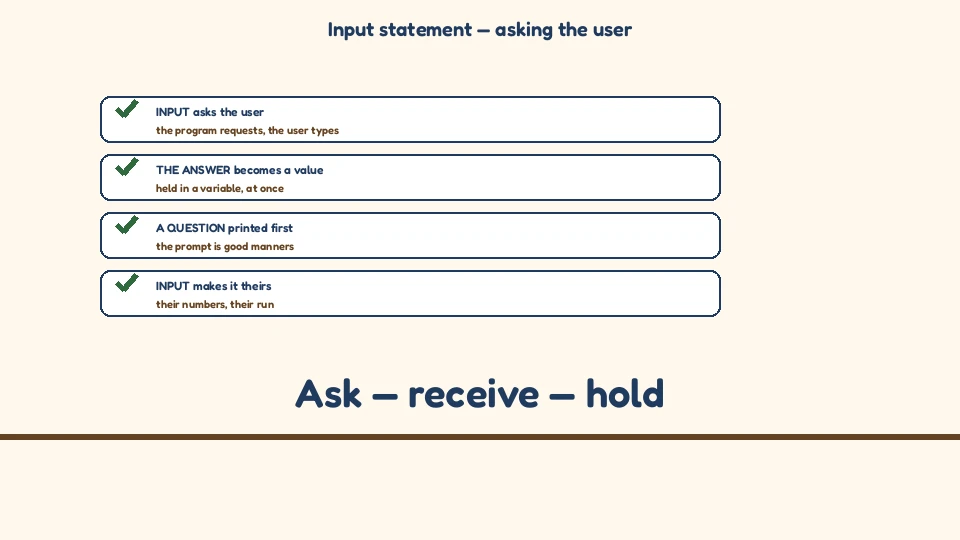 Input statement — asking the user
INPUT asks the user
the program requests, the user types
THE ANSWER becomes a value
held in a variable, at once
A QUESTION printed first
the prompt is good manners
INPUT makes it theirs
their numbers, their run
Ask — receive — hold